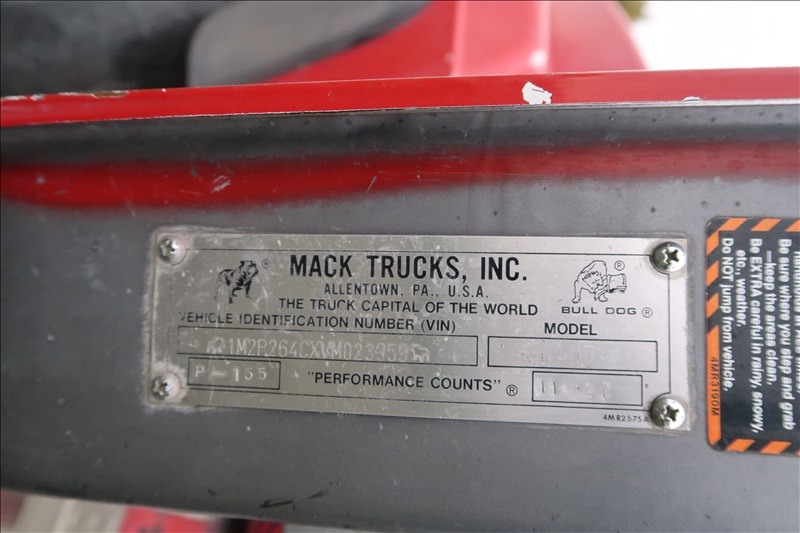 MACK TRUCKS, INC.
ALLENTOWN, PA., U.S.A.
THE TRUCK CAPITAL OF THE WORLD
BULL DOG ®
VEHICLE IDENTIFICATION NUMBER (VIN)
MODEL
P-155
"PERFORMANCE COUNTS" ®
4MR2575
Be sure where you step and grab
—keep the areas clean.
Be EXTRA careful in rainy, snowy,
etc., weather.
Do NOT jump from vehicle.
4MR3190M